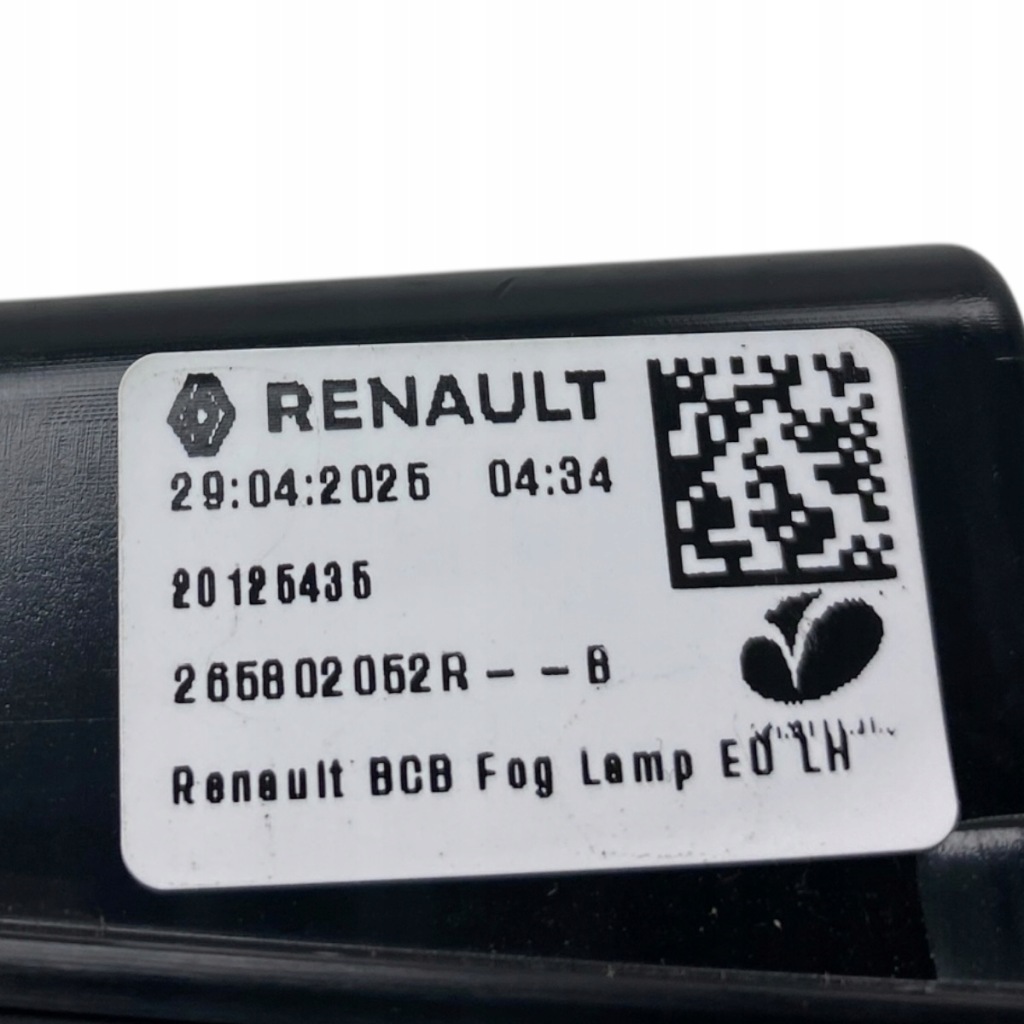 RENAULT
29:04:2025 04:34
20125435
265802052R--B
Renault BCB Fog Lamp EU LH